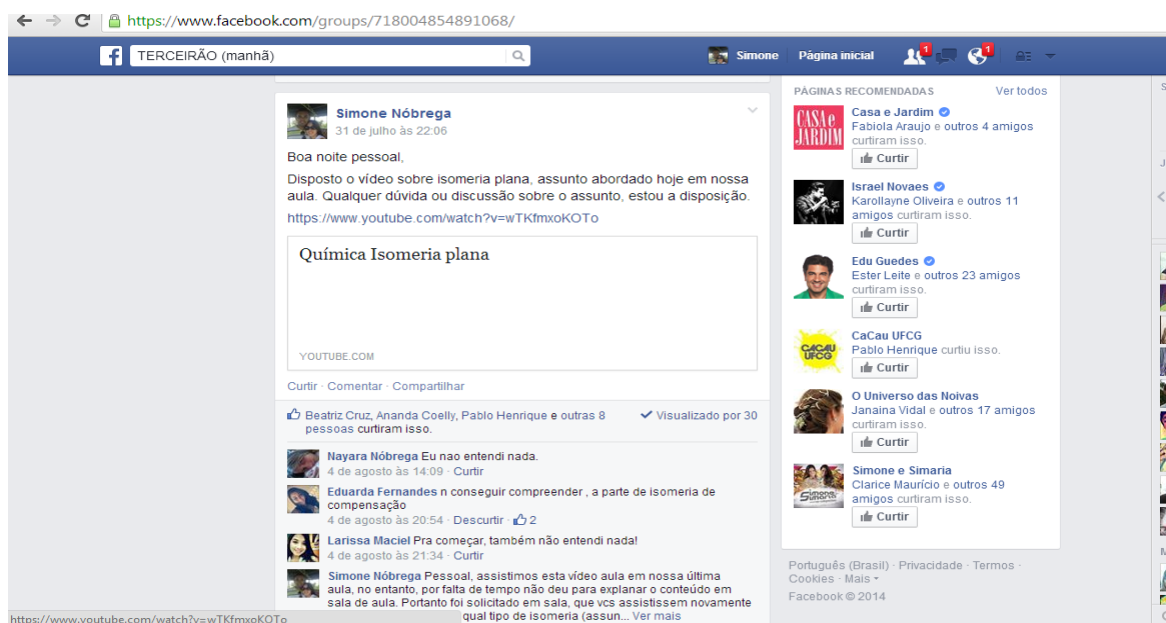 https://www.facebook.com/groups/718004854891068/
TERCEIRÃO (manhã)
Simone
Página inicial
1
1
Simone Nóbrega
31 de julho às 22:06
Boa noite pessoal,
Disposto o vídeo sobre isomeria plana, assunto abordado hoje em nossa
aula. Qualquer dúvida ou discussão sobre o assunto, estou a disposição.
https://www.youtube.com/watch?v=wTKfmxoKOTo
Química Isomeria plana
YOUTUBE.COM
Curtir · Comentar · Compartilhar
Beatriz Cruz, Ananda Coelly, Pablo Henrique e outras 8
pessoas curtiram isso.
Visualizado por 30
Nayara Nóbrega Eu nao entendi nada.
4 de agosto às 14:09 · Curtir
Eduarda Fernandes n conseguir compreender , a parte de isomeria de
compensação
4 de agosto às 20:54 · Descurtir · 2
Larissa Maciel Pra começar, também não entendi nada!
4 de agosto às 21:34 · Curtir
Simone Nóbrega Pessoal, assistimos esta vídeo aula em nossa última
aula, no entanto, por falta de tempo não deu para explanar o conteúdo em
sala de aula. Portanto foi solicitado em sala, que vcs assistissem novamente
qual tipo de isomeria (assun... Ver mais
https://www.youtube.com/watch?v=wTKfmxoKOTo
PÁGINAS RECOMENDADAS
Ver todos
CASA e
JARDIM
Casa e Jardim
Fabiola Araujo e outros 4 amigos
curtiram isso.
Curtir
Israel Novaes
Karollayne Oliveira e outros 11
amigos curtiram isso.
Curtir
Edu Guedes
Ester Leite e outros 23 amigos
curtiram isso.
Curtir
CACAU
UFCG
CaCau UFCG
Pablo Henrique curtiu isso.
Curtir
O Universo das Noivas
Janaina Vidal e outros 17 amigos
curtiram isso.
Curtir
Simone
Simaria
Simone e Simaria
Clarice Maurício e outros 49
amigos curtiram isso.
Curtir
Português (Brasil) · Privacidade · Termos ·
Cookies · Mais
Facebook © 2014